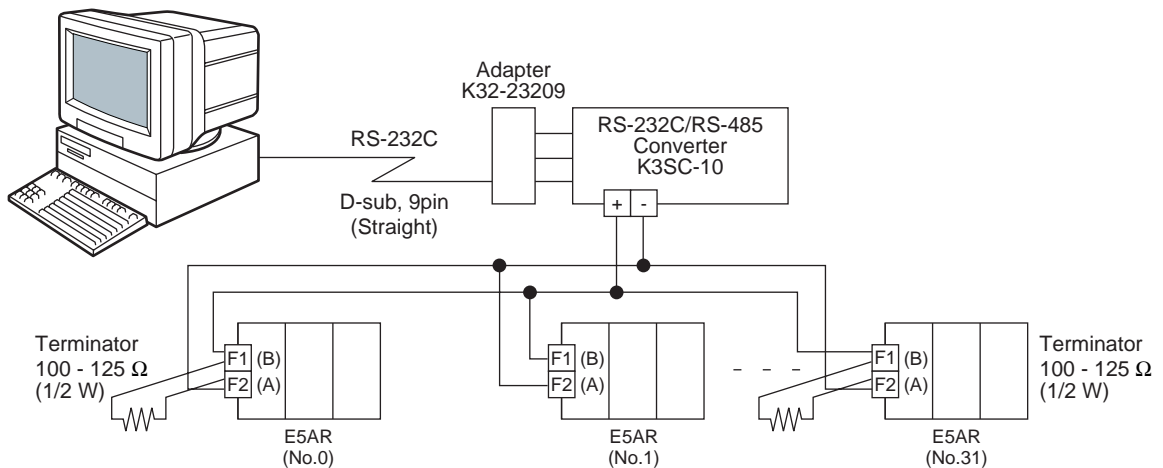 Adapter
K32-23209
RS-232C
D-sub, 9pin
(Straight)
RS-232C/RS-485
Converter
K3SC-10
+ -
Terminator
100 - 125 Ω
(1/2 W)
F1 (B)
F2 (A)
E5AR
(No.0)
F1 (B)
F2 (A)
E5AR
(No.1)
F1 (B)
F2 (A)
E5AR
(No.31)
Terminator
100 - 125 Ω
(1/2 W)